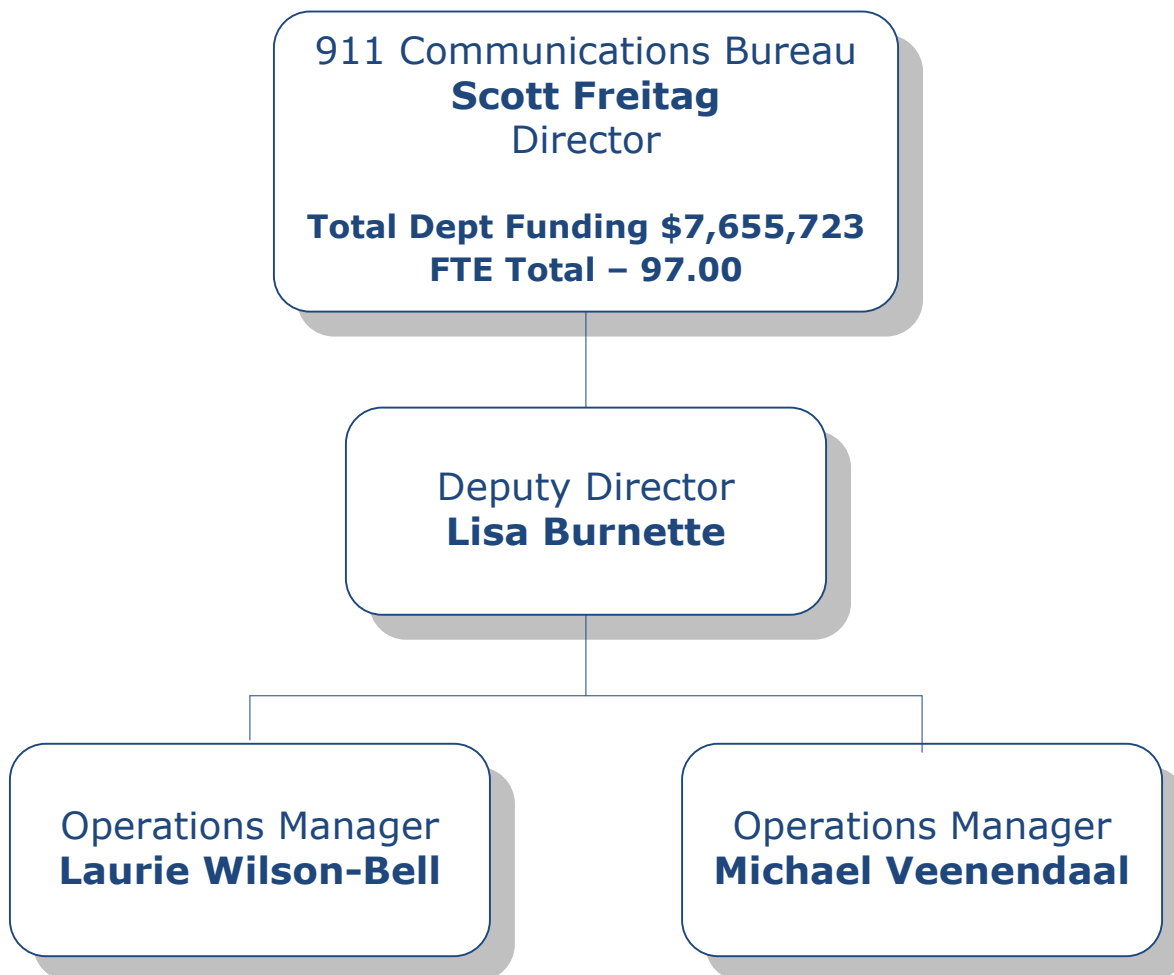 911 Communications Bureau
Scott Freitag
Director
Total Dept Funding $7,655,723
FTE Total – 97.00
Deputy Director
Lisa Burnette
Operations Manager
Laurie Wilson-Bell
Operations Manager
Michael Veenendaal